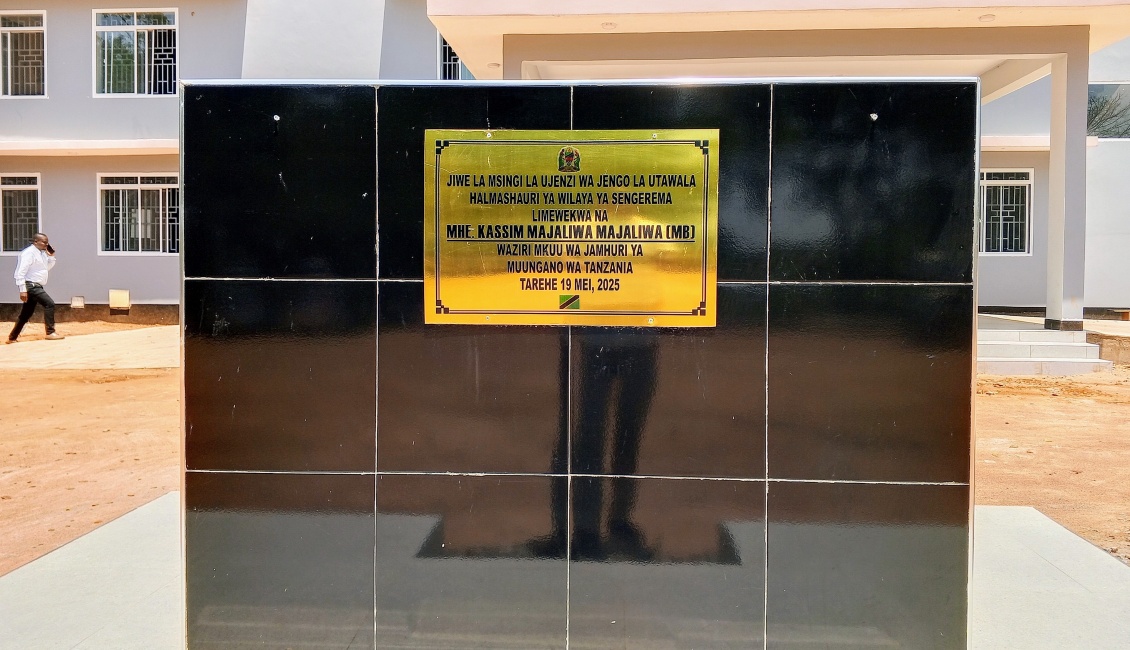 JIWE LA MSINGI LA UJENZI WA JENGO LA UTAWALA
HALMASHAURI YA WILAYA YA SENGEREMA
LIMEWEKWA NA
MHE. KASSIM MAJALIWA MAJALIWA (MB)
WAZIRI MKUU WA JAMHURI YA
MUUNGANO WA TANZANIA
TAREHE 19 MEI, 2025